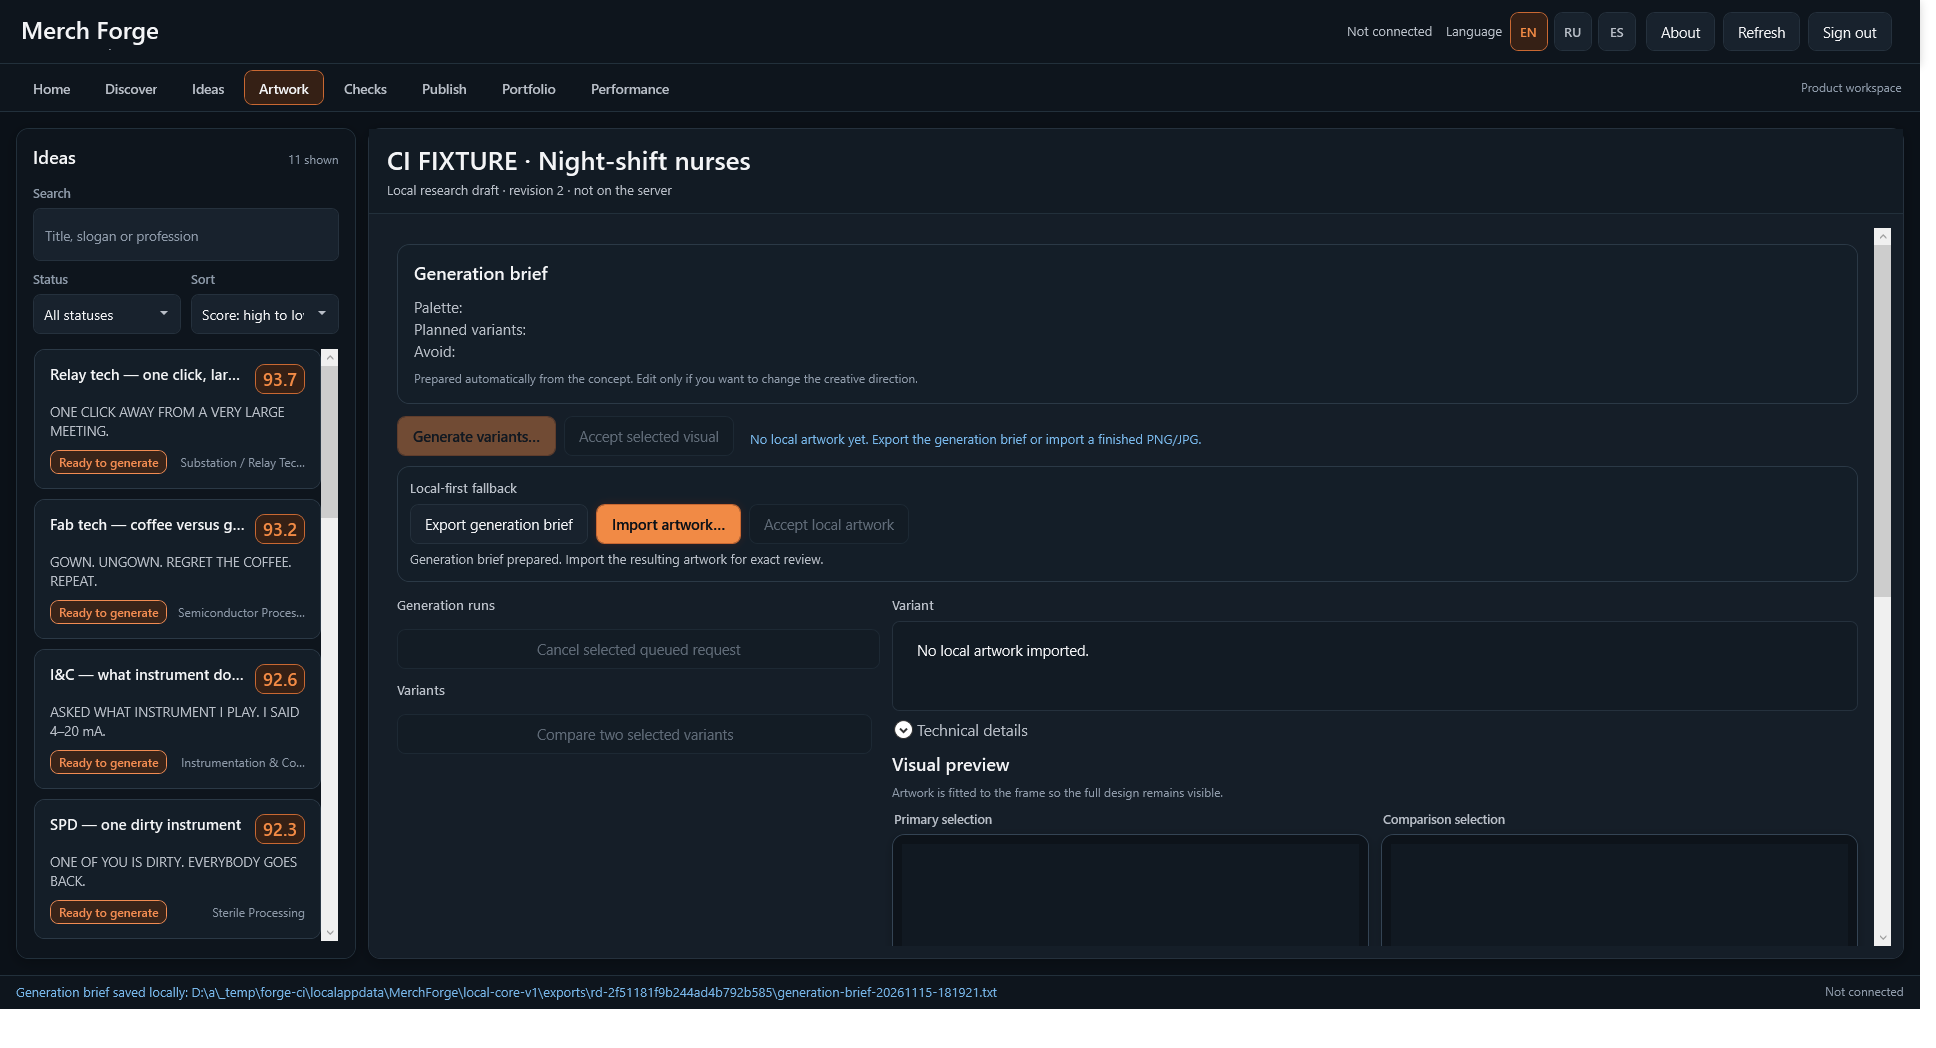 Merch Forge
Not connected
Language
EN
RU
ES
About
Refresh
Sign out
Home
Discover
Ideas
Artwork
Checks
Publish
Portfolio
Performance
Product workspace
Ideas
11 shown
Search
Title, slogan or profession
Status
Sort
All statuses
Score: high to lo
Relay tech — one click, lar...
93.7
ONE CLICK AWAY FROM A VERY LARGE
MEETING.
Ready to generate
Substation / Relay Tec...
Fab tech — coffee versus g...
93.2
GOWN. UNGOWN. REGRET THE COFFEE.
REPEAT.
Ready to generate
Semiconductor Proces...
I&C — what instrument do...
92.6
ASKED WHAT INSTRUMENT I PLAY. I SAID
4–20 mA.
Ready to generate
Instrumentation & Co...
SPD — one dirty instrument
92.3
ONE OF YOU IS DIRTY. EVERYBODY GOES
BACK.
Ready to generate
Sterile Processing
CI FIXTURE · Night-shift nurses
Local research draft · revision 2 · not on the server
Generation brief
Palette:
Planned variants:
Avoid:
Prepared automatically from the concept. Edit only if you want to change the creative direction.
Generate variants...
Accept selected visual
No local artwork yet. Export the generation brief or import a finished PNG/JPG.
Local-first fallback
Export generation brief
Import artwork...
Accept local artwork
Generation brief prepared. Import the resulting artwork for exact review.
Generation runs
Cancel selected queued request
Variants
Compare two selected variants
Variant
No local artwork imported.
Technical details
Visual preview
Artwork is fitted to the frame so the full design remains visible.
Primary selection
Comparison selection
Generation brief saved locally: D:\a\_temp\forge-ci\localappdata\MerchForge\local-core-v1\exports\rd-2f51181f9b244ad4b792b585\generation-brief-20261115-181921.txt
Not connected